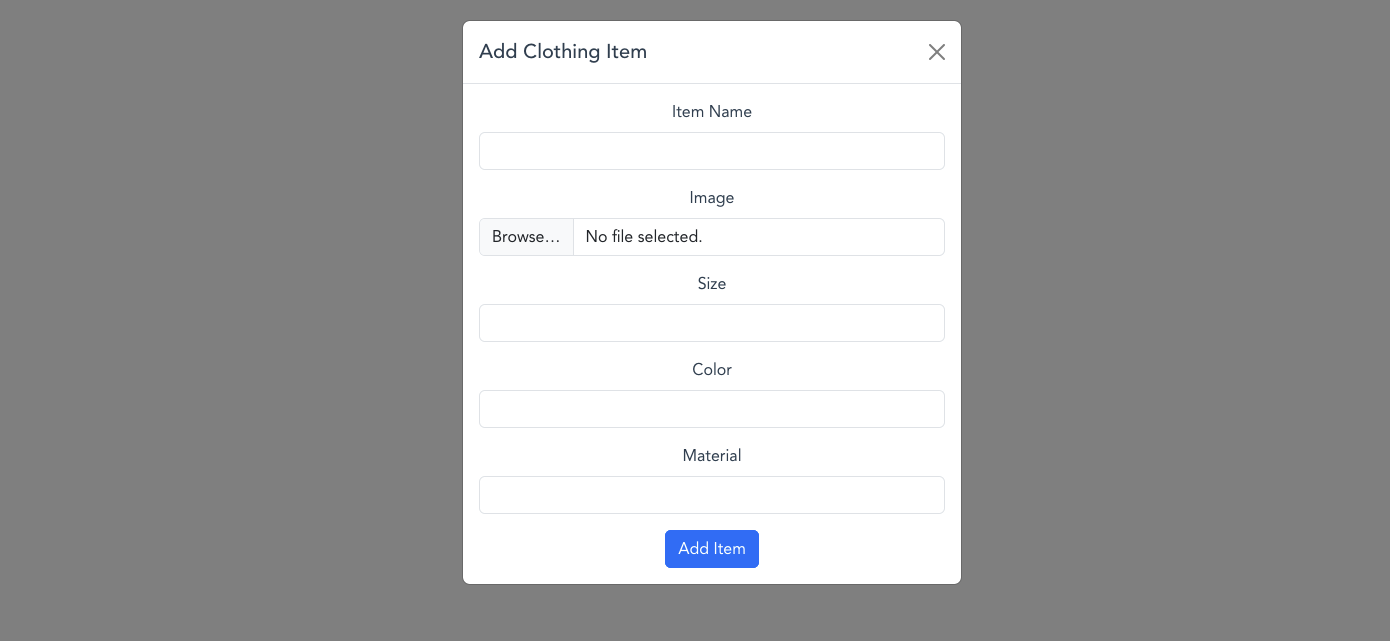 Add Clothing Item
Item Name
Image
Browse… No file selected.
Size
Color
Material
Add Item